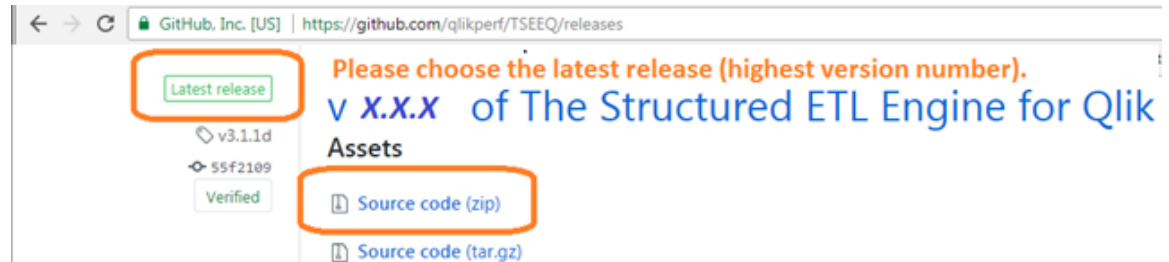 GitHub, Inc. [US] | https://github.com/qlikperf/TSEEQ/releases
Latest release
Please choose the latest release (highest version number).
v X.X.X of The Structured ETL Engine for Qlik
v3.1.1d
Assets
55f2109
Verified
Source code (zip)
Source code (tar.gz)